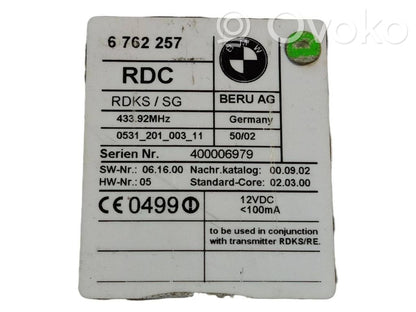 Ovoko
6 762 257
BMW
RDC
RDKS / SG
BERU AG
433.92MHz
Germany
0531_201_003_11
50/02
Serien Nr. 400006979
SW-Nr.: 06.16.00 Nachr.katalog: 00.09.02
HW-Nr.: 05 Standard-Core: 02.03.00
CE 0499
12VDC
<100mA
to be used in conjunction
with transmitter RDKS/RE.